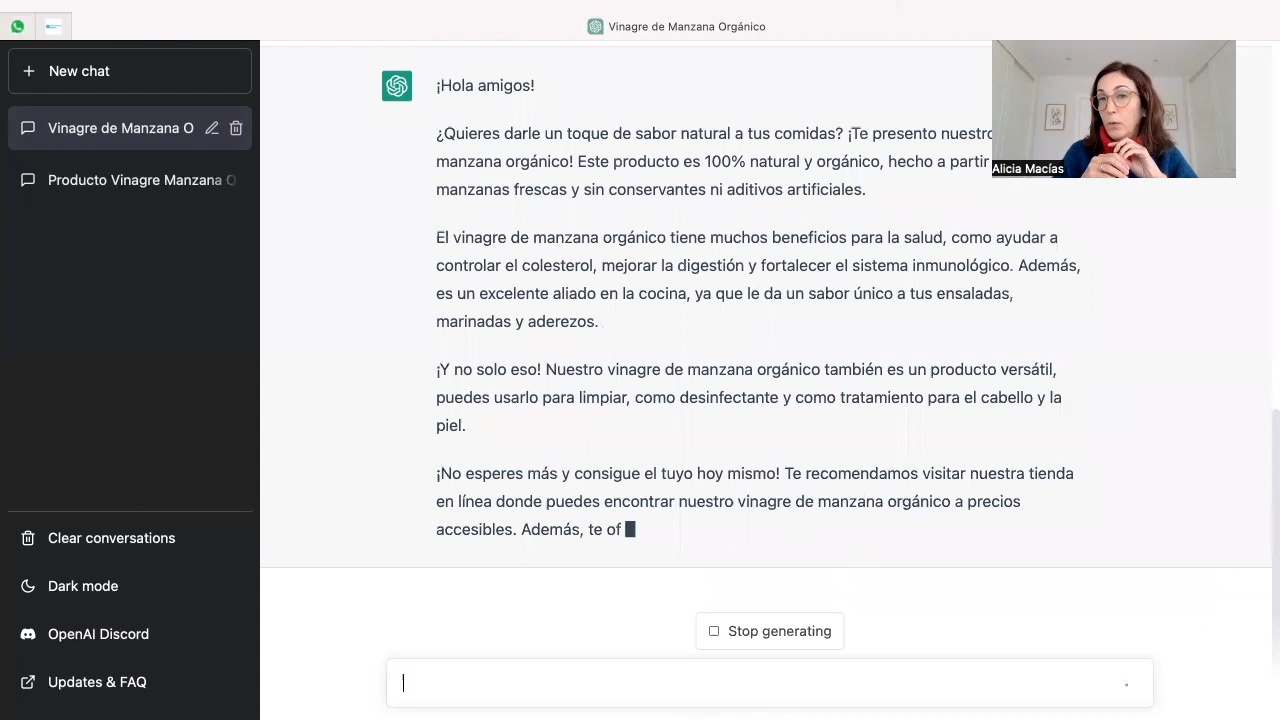 Vinagre de Manzana Orgánico
New chat
Vinagre de Manzana O
Producto Vinagre Manzana O
Clear conversations
Dark mode
OpenAI Discord
Updates & FAQ
¡Hola amigos!
¿Quieres darle un toque de sabor natural a tus comidas? ¡Te presento nuestro
manzana orgánico! Este producto es 100% natural y orgánico, hecho a partir
manzanas frescas y sin conservantes ni aditivos artificiales.
El vinagre de manzana orgánico tiene muchos beneficios para la salud, como ayudar a
controlar el colesterol, mejorar la digestión y fortalecer el sistema inmunológico. Además,
es un excelente aliado en la cocina, ya que le da un sabor único a tus ensaladas,
marinadas y aderezos.
¡Y no solo eso! Nuestro vinagre de manzana orgánico también es un producto versátil,
puedes usarlo para limpiar, como desinfectante y como tratamiento para el cabello y la
piel.
¡No esperes más y consigue el tuyo hoy mismo! Te recomendamos visitar nuestra tienda
en línea donde puedes encontrar nuestro vinagre de manzana orgánico a precios
accesibles. Además, te of
Alicia Macías
Stop generating